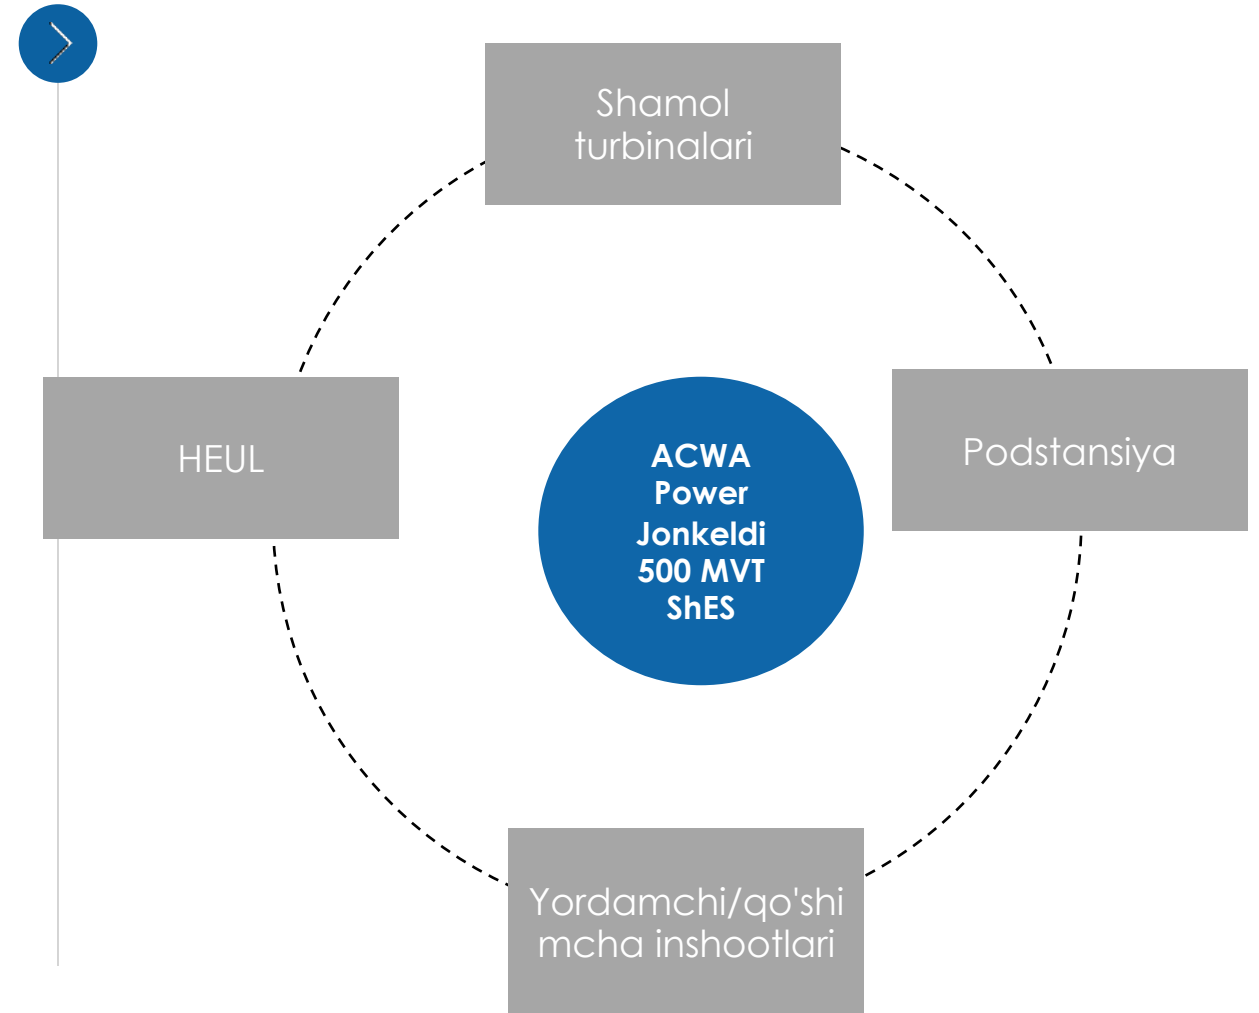 Shamol
turbinalari
HEUL
ACWA
Power
Jonkeldi
500 MVT
ShES
Podstansiya
Yordamchi/qo'shi
mcha inshootlari